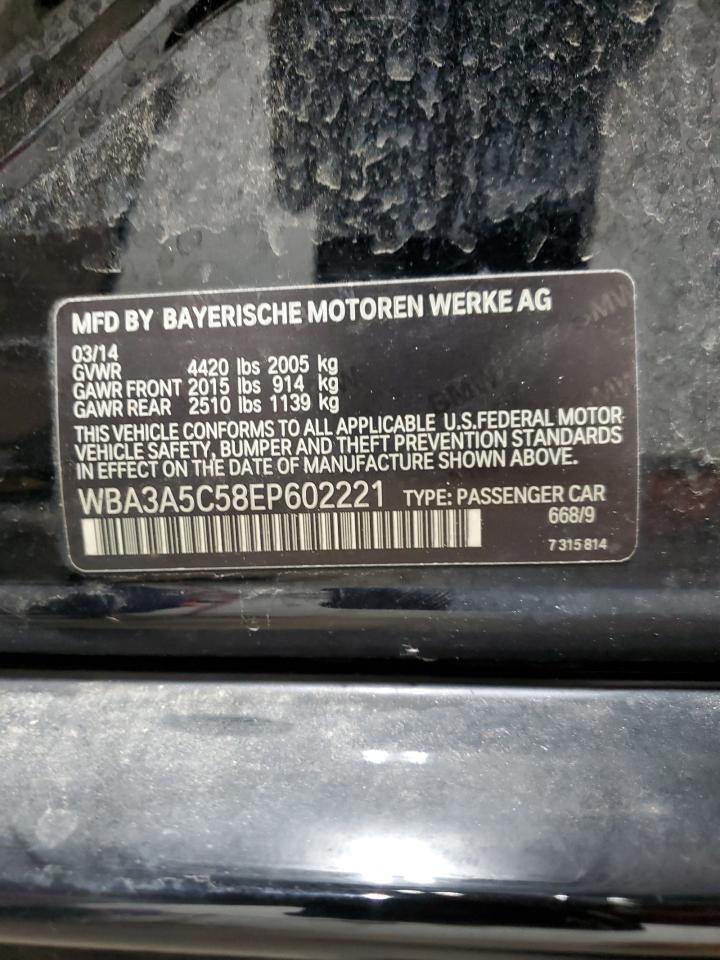 MFD BY BAYERISCHE MOTOREN WERKE AG
03/14
GVWR 4420 lbs 2005 kg
GAWR FRONT 2015 lbs 914 kg
GAWR REAR 2510 lbs 1139 kg
THIS VEHICLE CONFORMS TO ALL APPLICABLE U.S.FEDERAL MOTOR
VEHICLE SAFETY, BUMPER AND THEFT PREVENTION STANDARDS
IN EFFECT ON THE DATE OF MANUFACTURE SHOWN ABOVE.
WBA3A5C58EP602221 TYPE: PASSENGER CAR
668/9
7 315 814